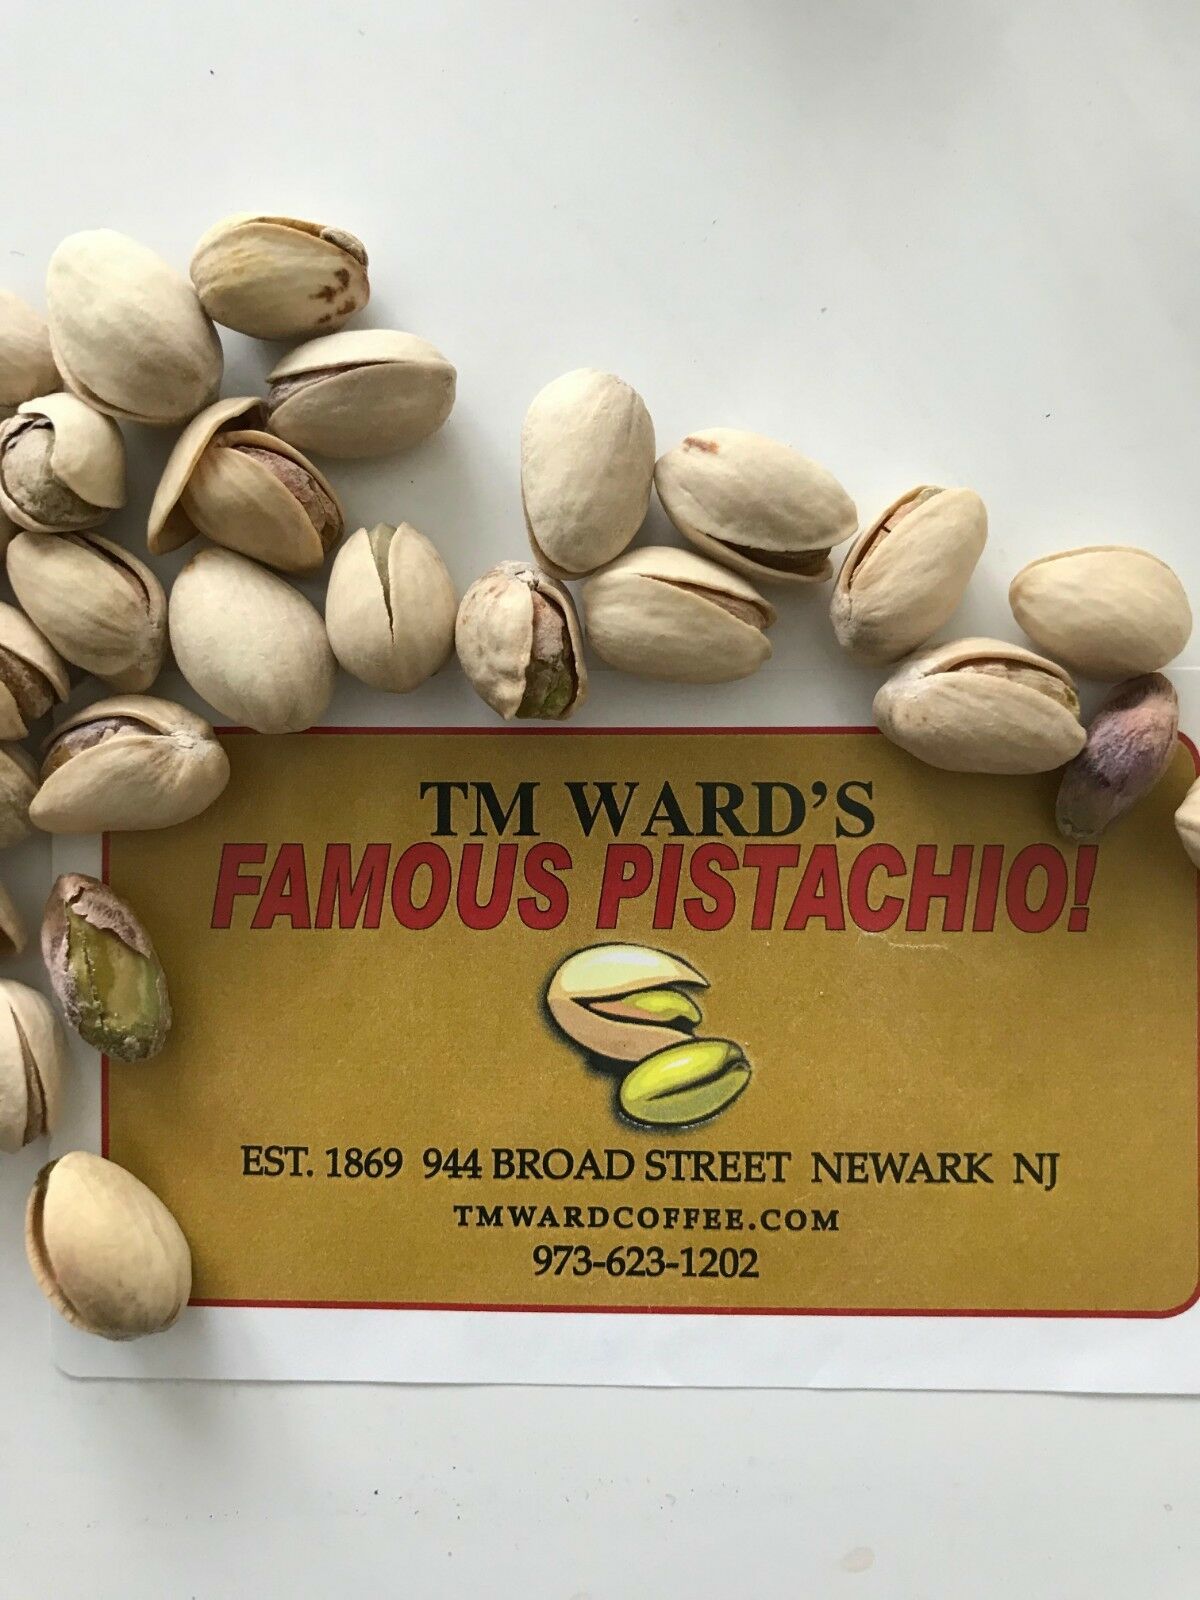 TM WARD'S
FAMOUS PISTACHIO!
EST. 1869 944 BROAD STREET NEWARK NJ
TMWARDCOFFEE.COM
973-623-1202